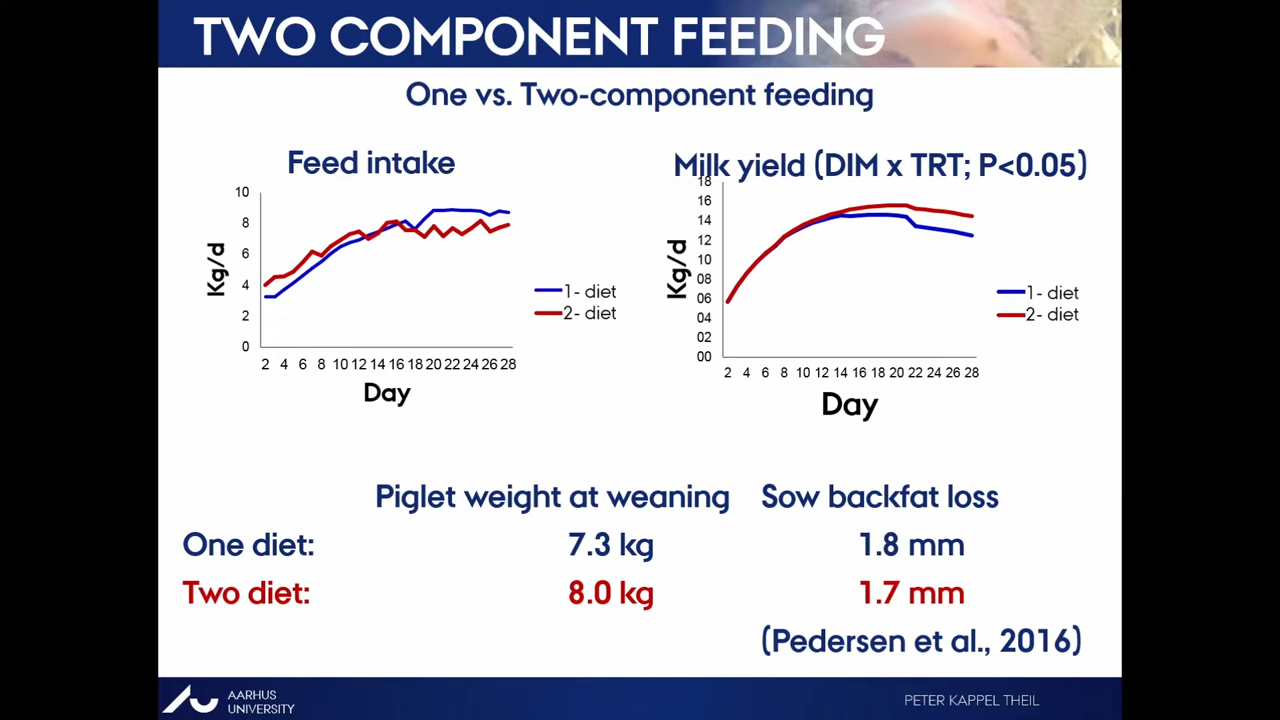 TWO COMPONENT FEEDING
One vs. Two-component feeding
Feed intake
10
8
6
4
2
0
Kg/d
2 4 6 8 10 12 14 16 18 20 22 24 26 28
Day
1- diet
2- diet
Milk yield (DIM x TRT; P<0.05)
18
16
14
12
10
08
06
04
02
00
Kg/d
2 4 6 8 10 12 14 16 18 20 22 24 26 28
Day
1- diet
2- diet
Piglet weight at weaning Sow backfat loss
One diet: 7.3 kg 1.8 mm
Two diet: 8.0 kg 1.7 mm
(Pedersen et al., 2016)
AARHUS
UNIVERSITY
PETER KAPPEL THEIL